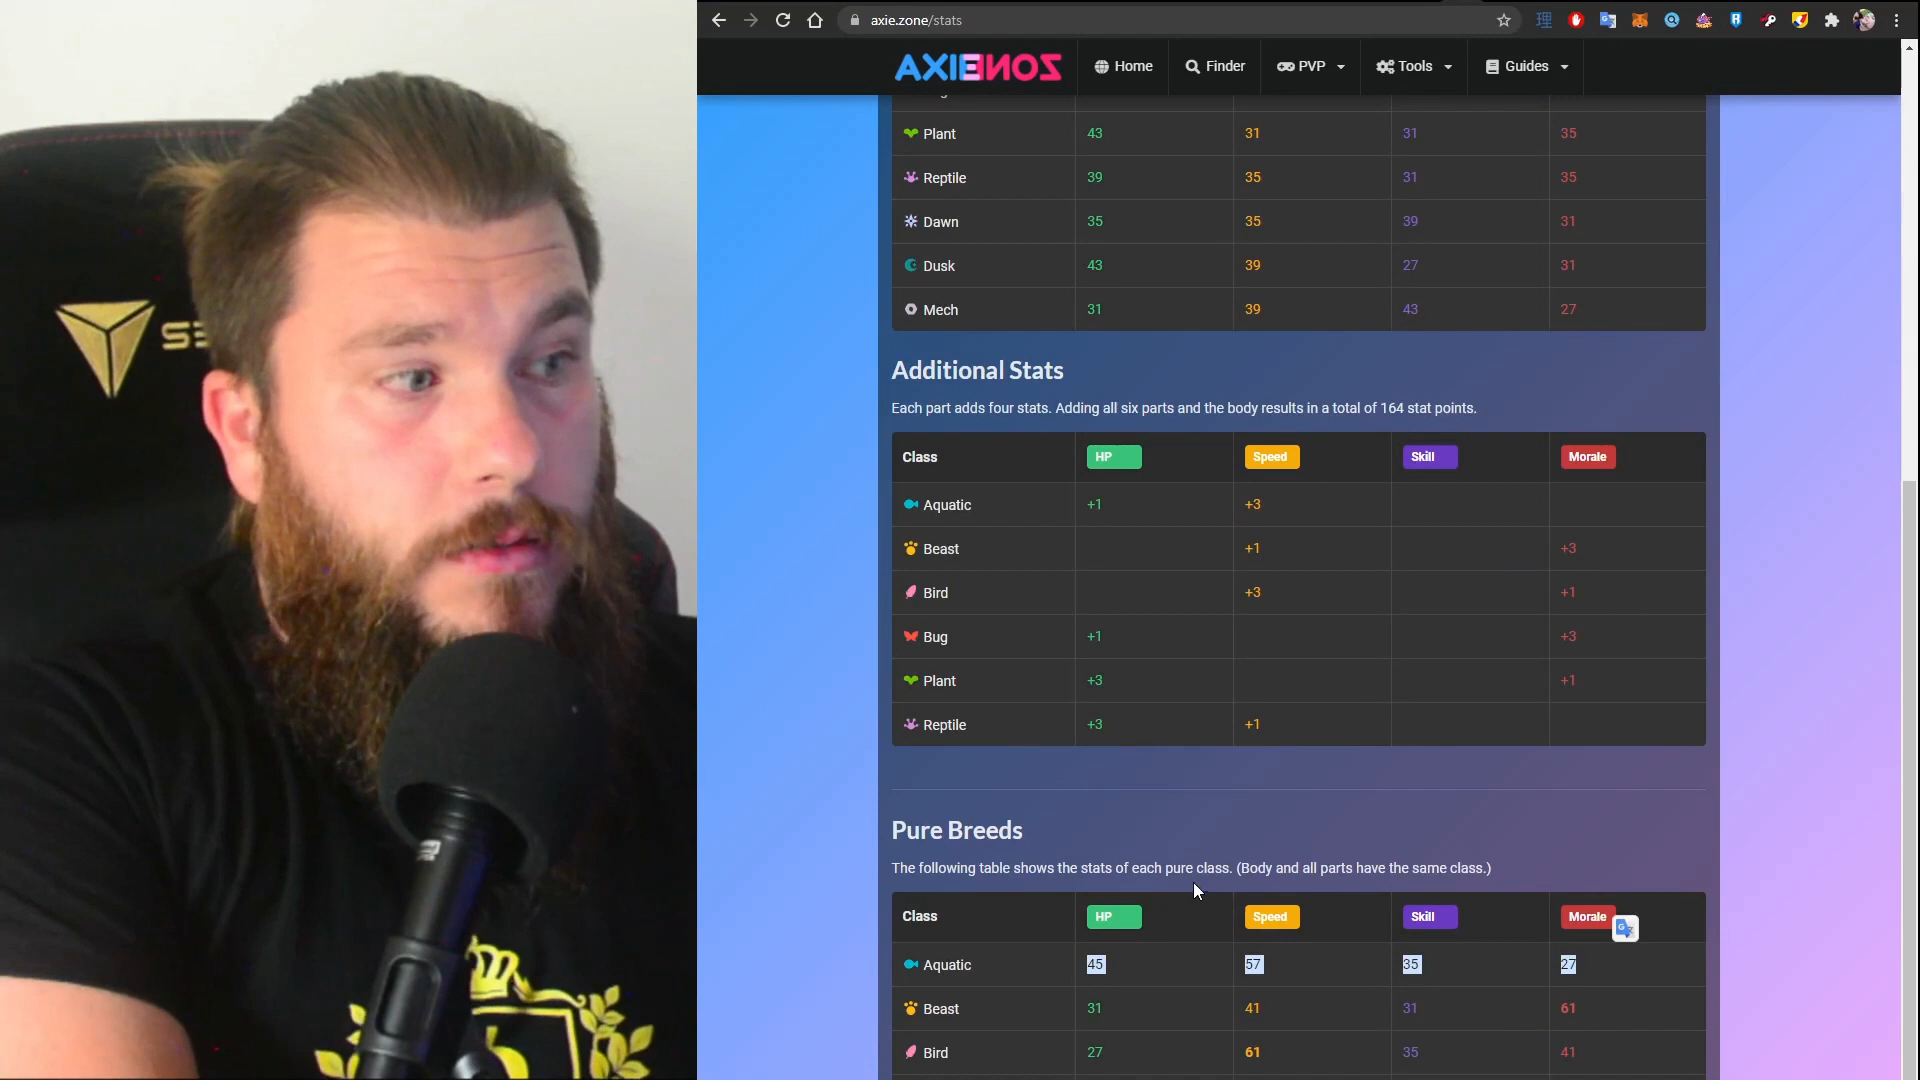 axie.zone/stats
AXIE ZONE
Home
Finder
PVP
Tools
Guides
Plant 43 31 31 35
Reptile 39 35 31 35
Dawn 35 35 39 31
Dusk 43 39 27 31
Mech 31 39 43 27
Additional Stats
Each part adds four stats. Adding all six parts and the body results in a total of 164 stat points.
Class HP Speed Skill Morale
Aquatic +1 +3
Beast +1 +3
Bird +3 +1
Bug +1 +3
Plant +3 +1
Reptile +3 +1
Pure Breeds
The following table shows the stats of each pure class. (Body and all parts have the same class.)
Class HP Speed Skill Morale
Aquatic 45 57 35 27
Beast 31 41 31 61
Bird 27 61 35 41